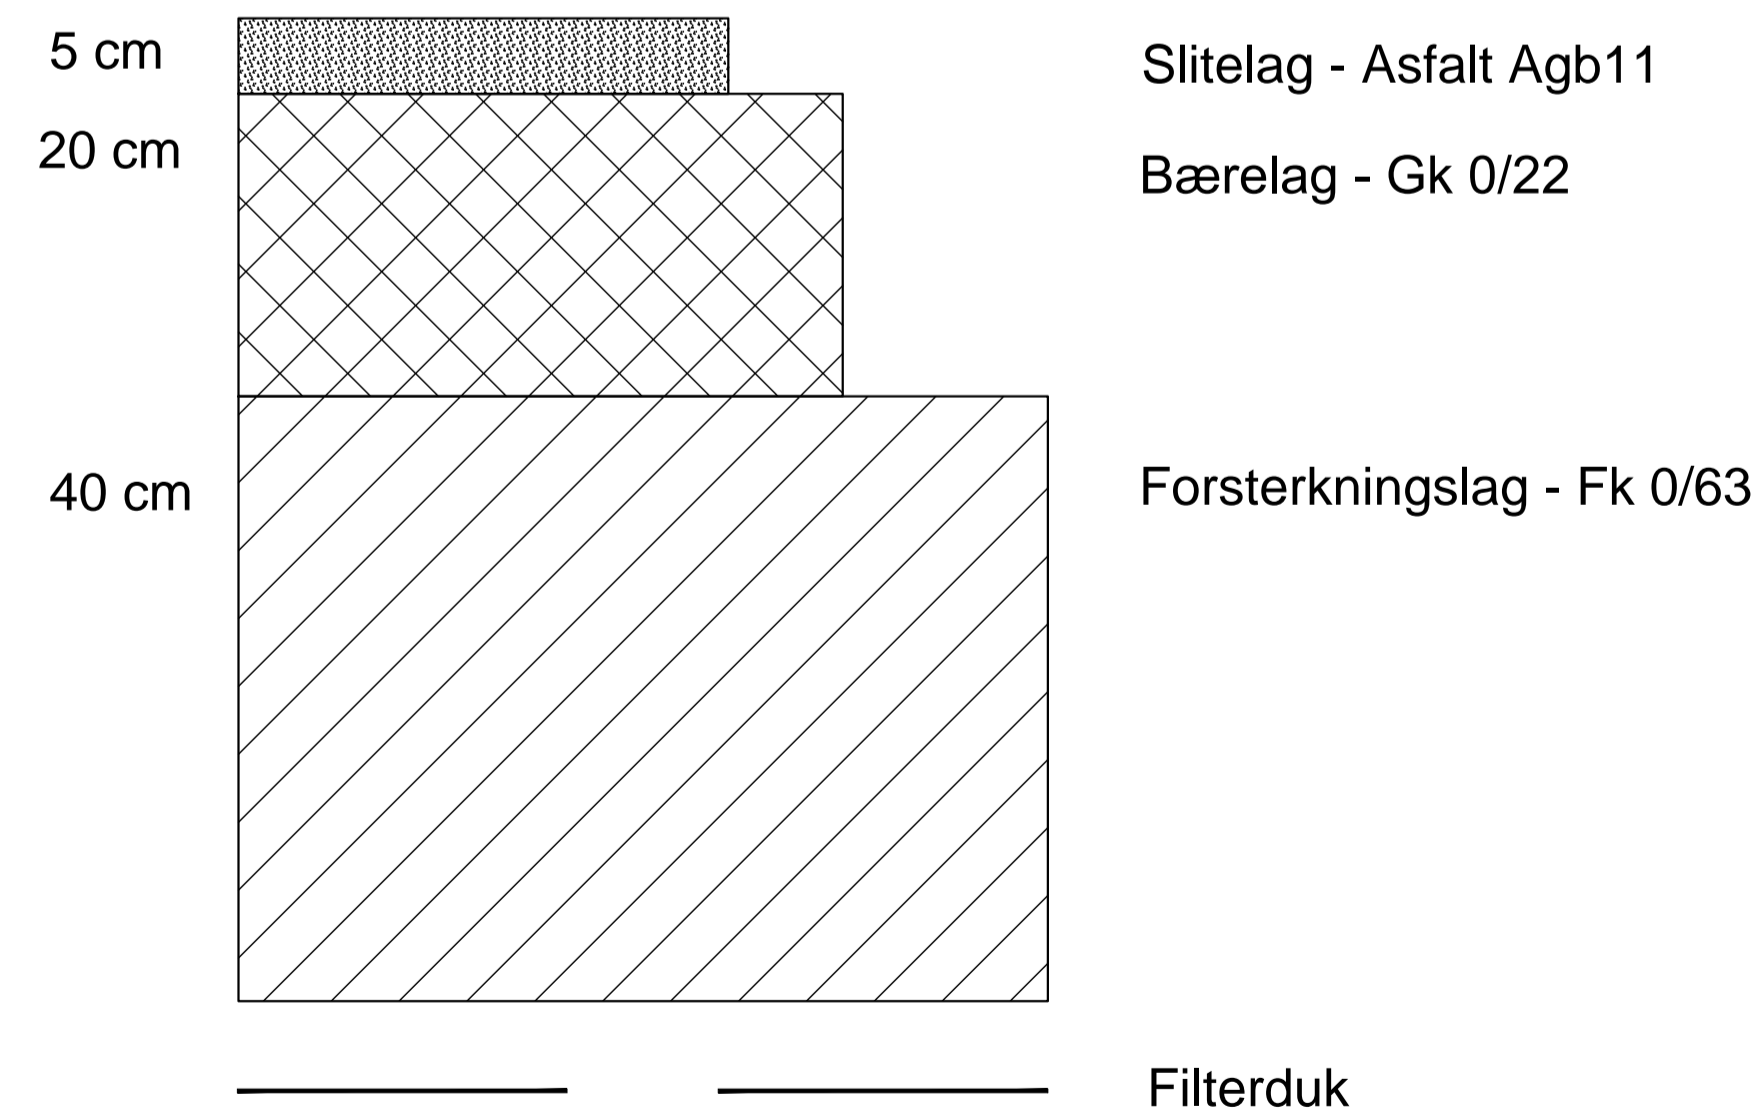 5 cm
Slitelag - Asfalt Agb11
20 cm
Bærelag - Gk 0/22
40 cm
Forsterkningslag - Fk 0/63
Filterduk